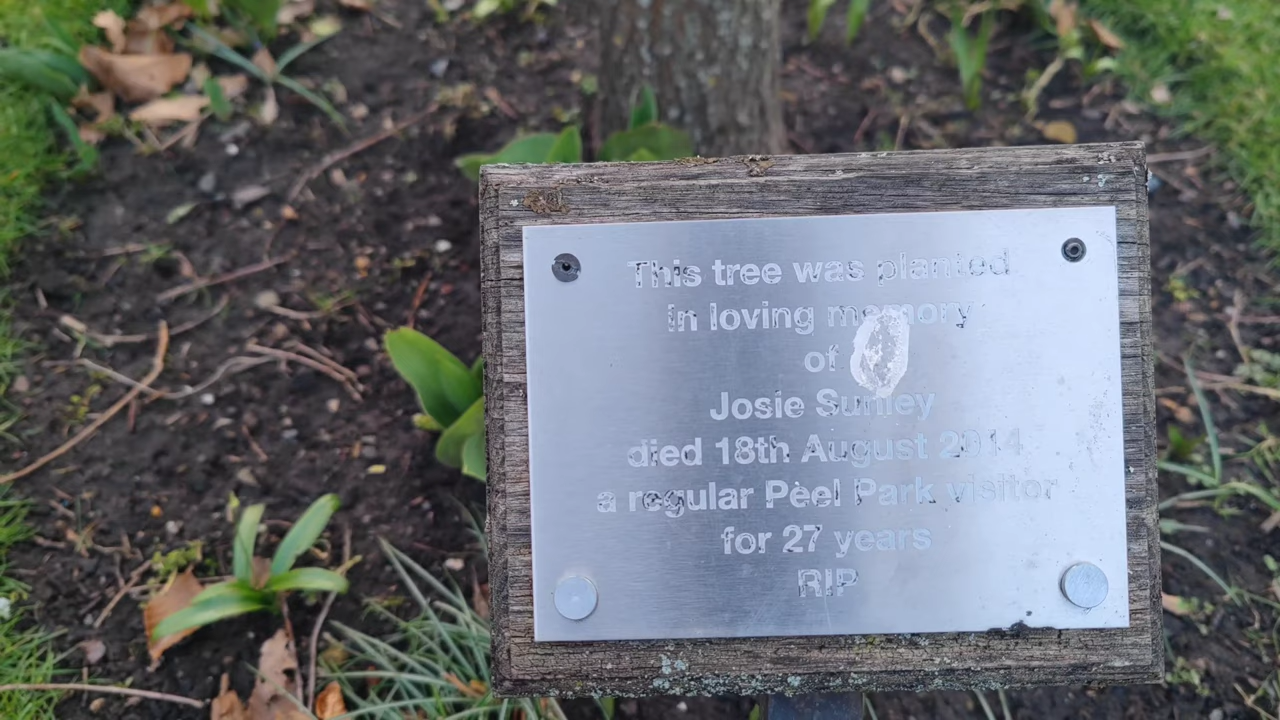 This tree was planted
In loving memory
of
Josie Sunley
died 18th August 2014
a regular Peel Park visitor
for 27 years
RIP